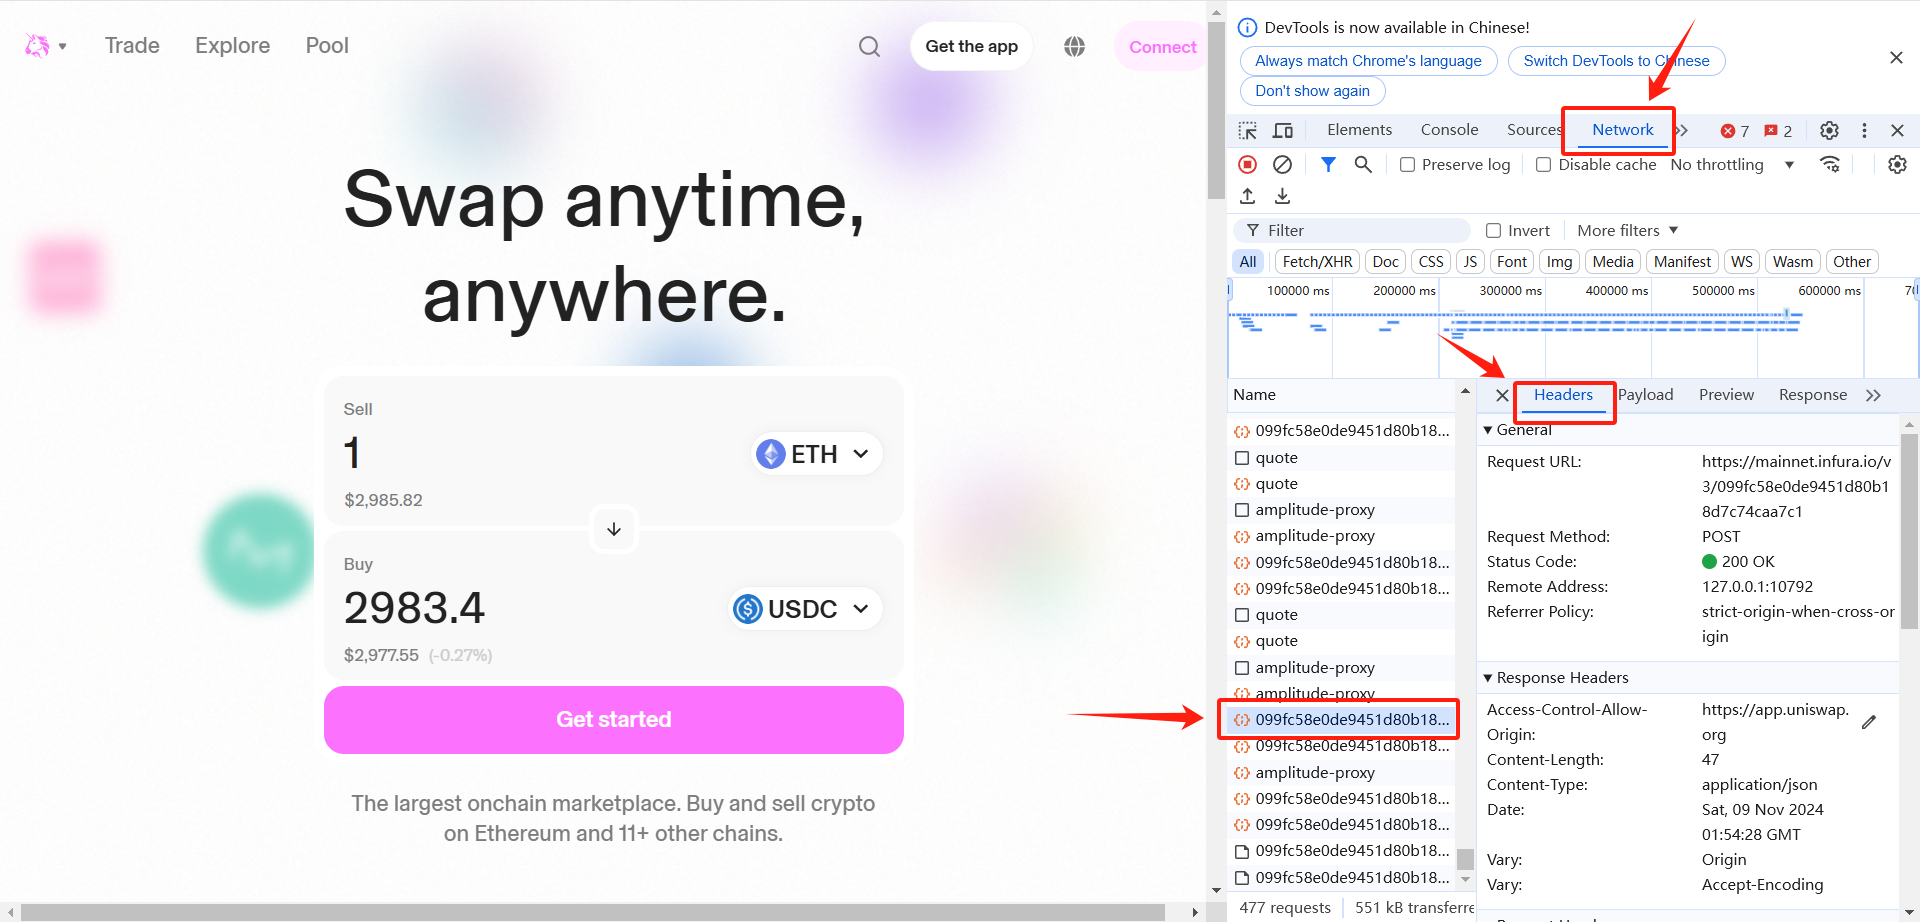 Trade
Explore
Pool
Get the app
Connect
Swap anytime,
anywhere.
Sell
1
ETH
$2,985.82
Buy
2983.4
USDC
$2,977.55 (-0.27%)
Get started
The largest onchain marketplace. Buy and sell crypto
on Ethereum and 11+ other chains.
DevTools is now available in Chinese!
Always match Chrome's language
Switch DevTools to Chinese
Don't show again
Elements
Console
Sources
Network
7
2
Preserve log
Disable cache
No throttling
Filter
Invert
More filters
All
Fetch/XHR
Doc
CSS
JS
Font
Img
Media
Manifest
WS
Wasm
Other
100000 ms
200000 ms
300000 ms
400000 ms
500000 ms
600000 ms
Name
099fc58e0de9451d80b18...
quote
quote
amplitude-proxy
amplitude-proxy
099fc58e0de9451d80b18...
099fc58e0de9451d80b18...
quote
quote
amplitude-proxy
amplitude-proxy
099fc58e0de9451d80b18...
099fc58e0de9451d80b18...
amplitude-proxy
099fc58e0de9451d80b18...
099fc58e0de9451d80b18...
099fc58e0de9451d80b18...
099fc58e0de9451d80b18...
477 requests
551 kB transferre
Headers
Payload
Preview
Response
General
Request URL:
https://mainnet.infura.io/v
3/099fc58e0de9451d80b1
8d7c74caa7c1
Request Method:
POST
Status Code:
200 OK
Remote Address:
127.0.0.1:10792
Referrer Policy:
strict-origin-when-cross-or
igin
Response Headers
Access-Control-Allow-
Origin:
https://app.uniswap.
org
Content-Length:
47
Content-Type:
application/json
Date:
Sat, 09 Nov 2024
01:54:28 GMT
Vary:
Origin
Vary:
Accept-Encoding